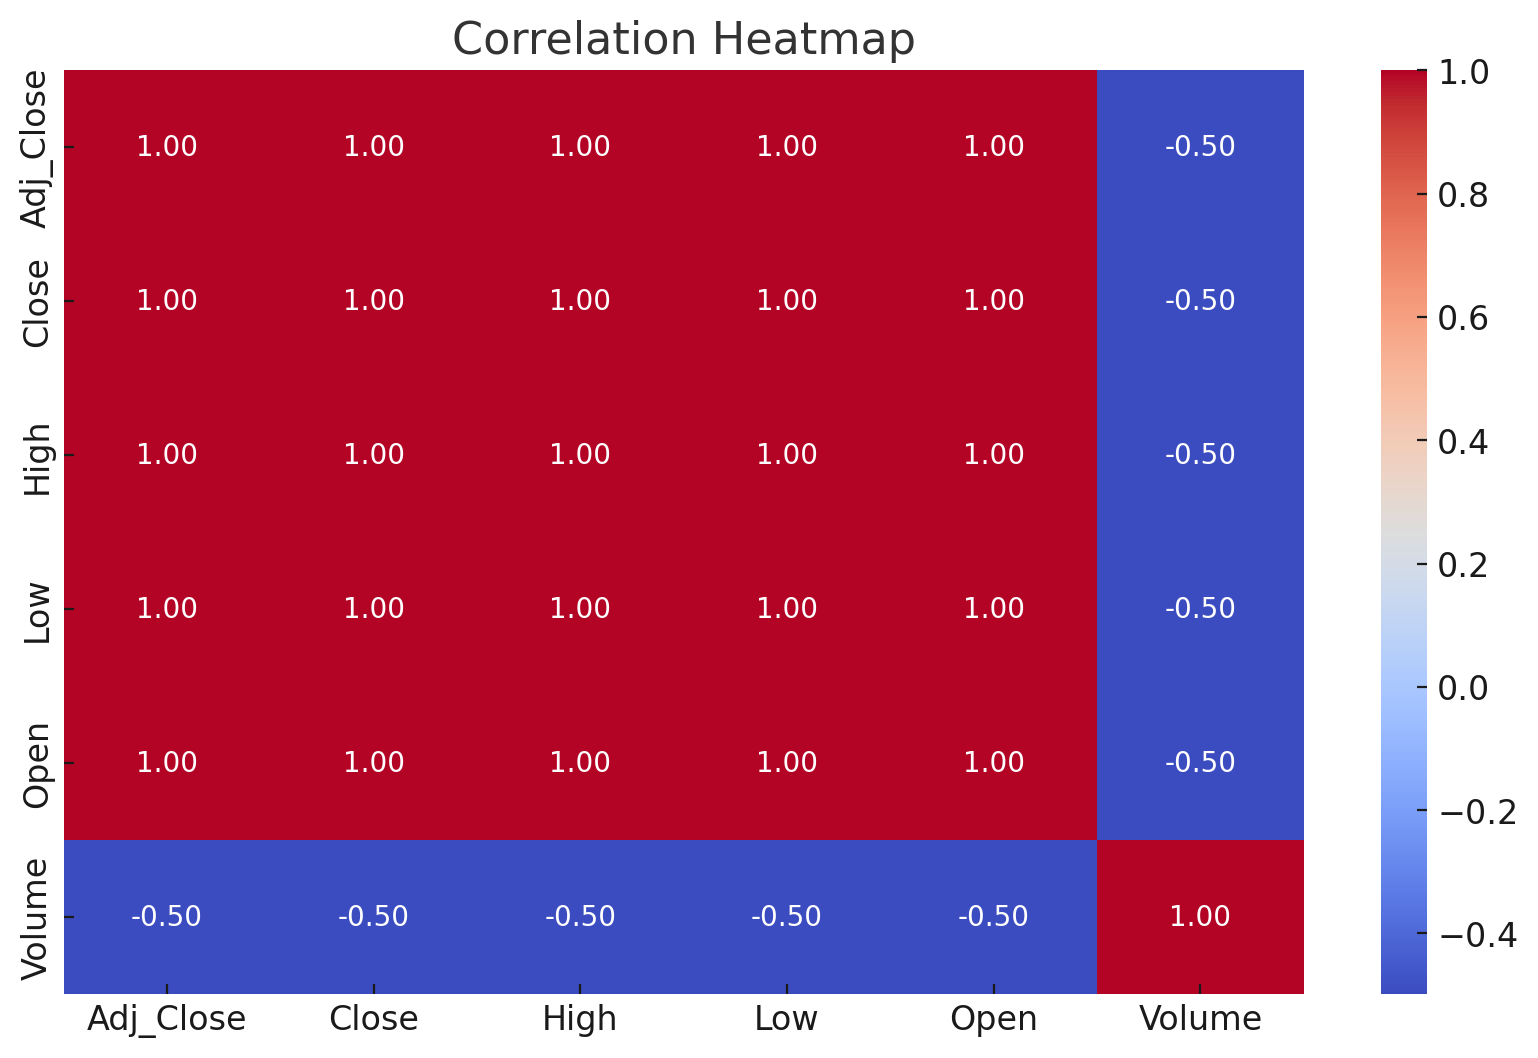 Correlation Heatmap
Adj_Close 1.00 1.00 1.00 1.00 1.00 -0.50
Close 1.00 1.00 1.00 1.00 1.00 -0.50
High 1.00 1.00 1.00 1.00 1.00 -0.50
Low 1.00 1.00 1.00 1.00 1.00 -0.50
Open 1.00 1.00 1.00 1.00 1.00 -0.50
Volume -0.50 -0.50 -0.50 -0.50 -0.50 1.00
Adj_Close Close High Low Open Volume
1.0
0.8
0.6
0.4
0.2
0.0
−0.2
−0.4